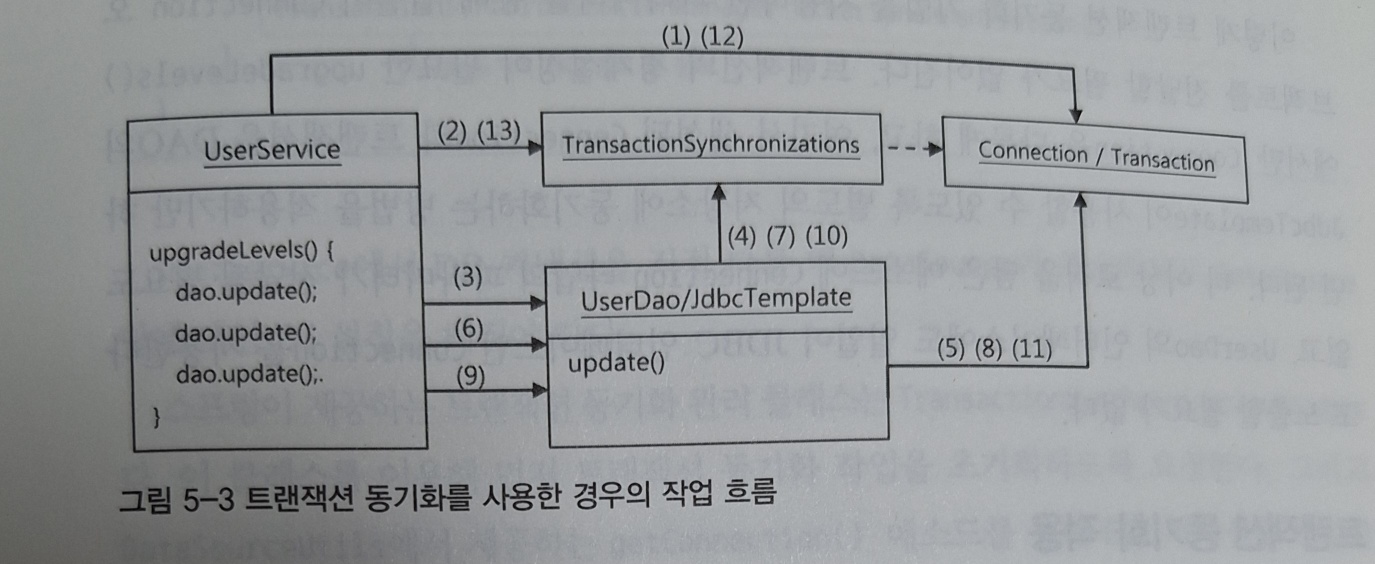 (1) (12)
UserService
(2) (13)
TransactionSynchronizations
Connection / Transaction
(4) (7) (10)
upgradeLevels() {
dao.update();
dao.update();
dao.update();.
}
(3)
(6)
(9)
UserDao/JdbcTemplate
update()
(5) (8) (11)
그림 5-3 트랜잭션 동기화를 사용한 경우의 작업 흐름